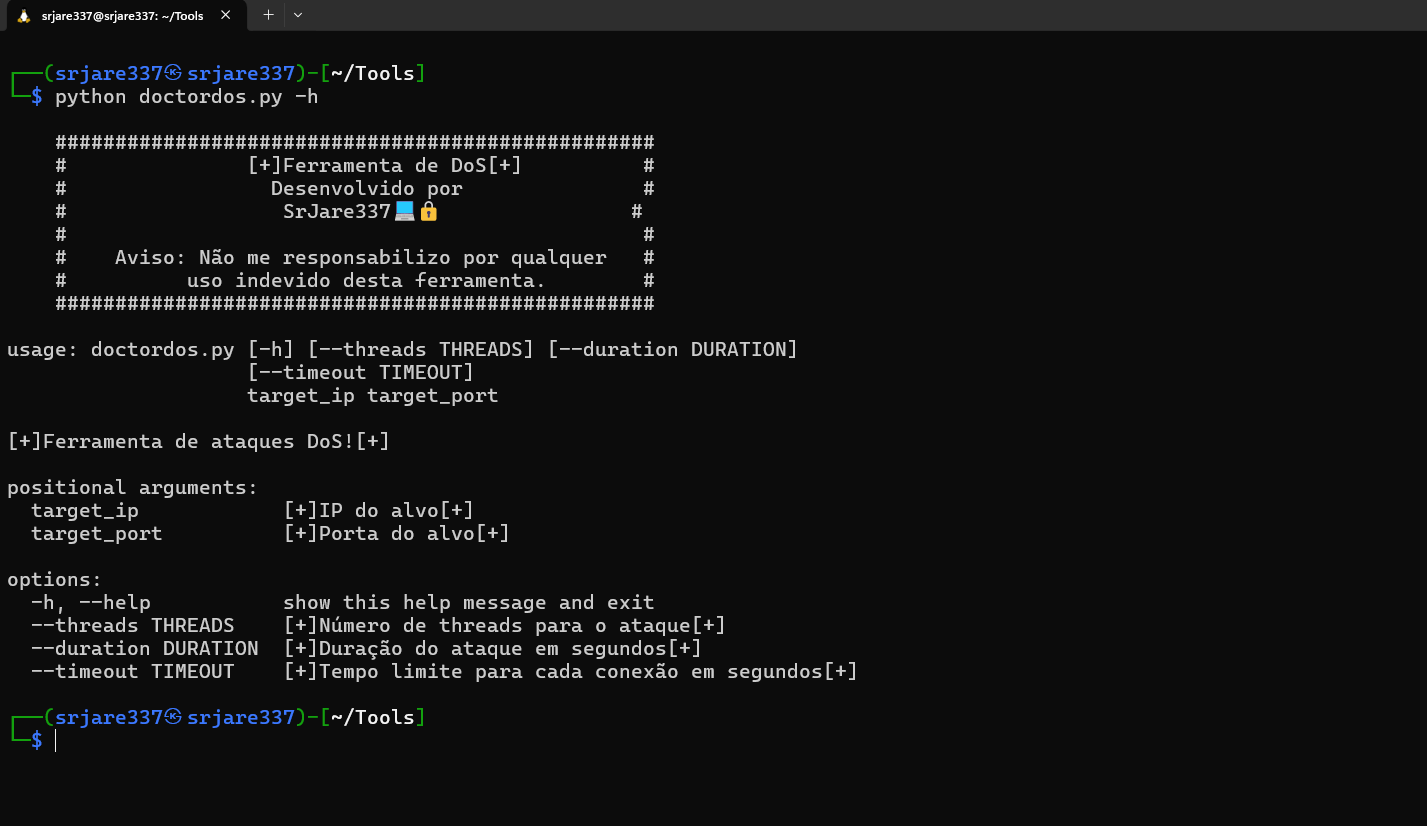 srjare337@srjare337: ~/Tools
┌──(srjare337㉿srjare337)-[~/Tools]
└─$ python doctordos.py -h
##################################################
# [+]Ferramenta de DoS[+] #
# Desenvolvido por #
# SrJare337💻🔒 #
# #
# Aviso: Não me responsabilizo por qualquer #
# uso indevido desta ferramenta. #
##################################################
usage: doctordos.py [-h] [--threads THREADS] [--duration DURATION]
[--timeout TIMEOUT]
target_ip target_port
[+]Ferramenta de ataques DoS![+]
positional arguments:
target_ip [+]IP do alvo[+]
target_port [+]Porta do alvo[+]
options:
-h, --help show this help message and exit
--threads THREADS [+]Número de threads para o ataque[+]
--duration DURATION [+]Duração do ataque em segundos[+]
--timeout TIMEOUT [+]Tempo limite para cada conexão em segundos[+]
┌──(srjare337㉿srjare337)-[~/Tools]
└─$